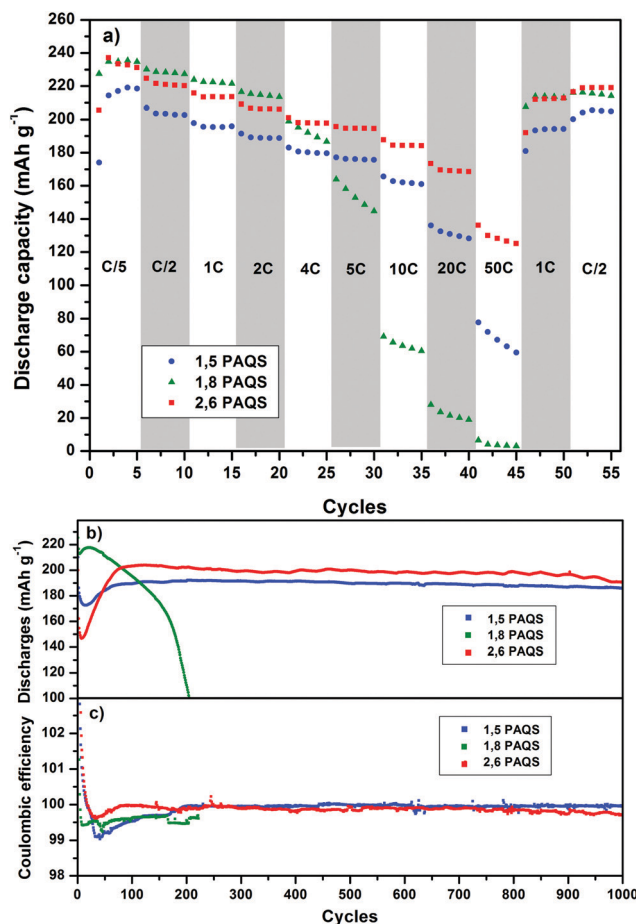 a)
Discharge capacity (mAh g⁻¹)
260
240
220
200
180
160
140
120
100
80
60
40
20
0
C/5 C/2 1C 2C 4C 5C 10C 20C 50C 1C C/2
1,5 PAQS
1,8 PAQS
2,6 PAQS
0 5 10 15 20 25 30 35 40 45 50 55
Cycles
b)
Discharges (mAh g⁻¹)
220
200
180
160
140
120
100
1,5 PAQS
1,8 PAQS
2,6 PAQS
c)
Coulombic efficiency
102
101
100
99
98
1,5 PAQS
1,8 PAQS
2,6 PAQS
0 100 200 300 400 500 600 700 800 900 1000
Cycles